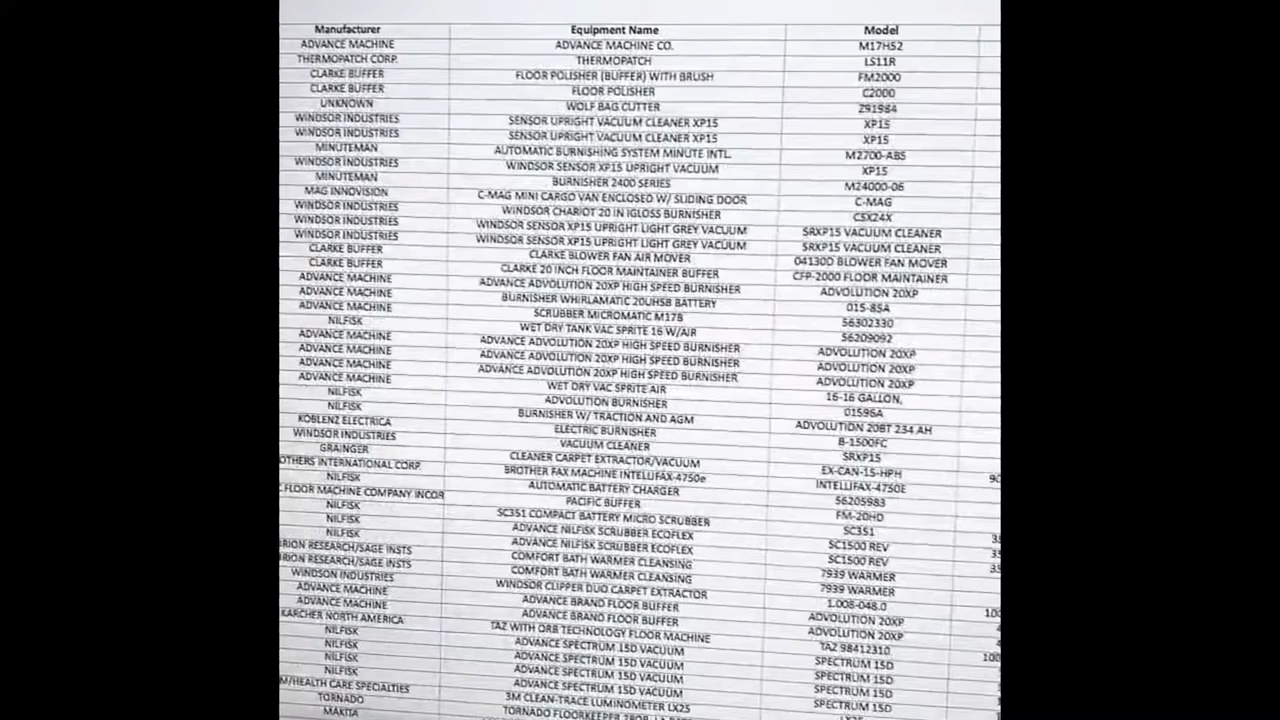 Manufacturer Equipment Name Model
ADVANCE MACHINE ADVANCE MACHINE CO. M17H52
THERMOPATCH CORP. THERMOPATCH LS11R
CLARKE BUFFER FLOOR POLISHER (BUFFER) WITH BRUSH FM2000
CLARKE BUFFER FLOOR POLISHER C2000
UNKNOWN WOLF BAG CUTTER 291984
WINDSOR INDUSTRIES SENSOR UPRIGHT VACUUM CLEANER XP15 XP15
WINDSOR INDUSTRIES SENSOR UPRIGHT VACUUM CLEANER XP15 XP15
MINUTEMAN AUTOMATIC BURNISHING SYSTEM MINUTE INTL. M2700-ABS
WINDSOR INDUSTRIES WINDSOR SENSOR XP15 UPRIGHT VACUUM XP15
MINUTEMAN BURNISHER 2400 SERIES M24000-06
MAG INNOVISION C-MAG MINI CARGO VAN ENCLOSED W/ SLIDING DOOR C-MAG
WINDSOR INDUSTRIES WINDSOR CHARIOT 20 IN IGLOSS BURNISHER CSX24X
WINDSOR INDUSTRIES WINDSOR SENSOR XP15 UPRIGHT LIGHT GREY VACUUM SRXP15 VACUUM CLEANER
WINDSOR INDUSTRIES WINDSOR SENSOR XP15 UPRIGHT LIGHT GREY VACUUM SRXP15 VACUUM CLEANER
CLARKE BUFFER CLARKE BLOWER FAN AIR MOVER 04130D BLOWER FAN MOVER
CLARKE BUFFER CLARKE 20 INCH FLOOR MAINTAINER BUFFER CFP-2000 FLOOR MAINTAINER
ADVANCE MACHINE ADVANCE ADVOLUTION 20XP HIGH SPEED BURNISHER ADVOLUTION 20XP
ADVANCE MACHINE BURNISHER WHIRLAMATIC 20UHSB BATTERY 01S-8SA
ADVANCE MACHINE SCRUBBER MICROMATIC M17B 56302330
NILFISK WET DRY TANK VAC SPRITE 16 W/AIR 56209092
ADVANCE MACHINE ADVANCE ADVOLUTION 20XP HIGH SPEED BURNISHER ADVOLUTION 20XP
ADVANCE MACHINE ADVANCE ADVOLUTION 20XP HIGH SPEED BURNISHER ADVOLUTION 20XP
ADVANCE MACHINE ADVANCE ADVOLUTION 20XP HIGH SPEED BURNISHER ADVOLUTION 20XP
ADVANCE MACHINE WET DRY VAC SPRITE AIR 16-16 GALLON,
NILFISK ADVOLUTION BURNISHER 01596A
NILFISK BURNISHER W/ TRACTION AND AGM ADVOLUTION 20BT 234 AH
KOBLENZ ELECTRICA ELECTRIC BURNISHER B-1500FC
WINDSOR INDUSTRIES VACUUM CLEANER SRXP15
GRAINGER CLEANER CARPET EXTRACTOR/VACUUM EX-CAN-15-HPH
OTHERS INTERNATIONAL CORP. BROTHER FAX MACHINE INTELLIFAX-4750e INTELLIFAX-4750E 90
NILFISK AUTOMATIC BATTERY CHARGER 56205983
FLOOR MACHINE COMPANY INCOR PACIFIC BUFFER FM-20HD
NILFISK SC351 COMPACT BATTERY MICRO SCRUBBER SC351 35
NILFISK ADVANCE NILFISK SCRUBBER ECOFLEX SC1500 REV 35
NILFISK ADVANCE NILFISK SCRUBBER ECOFLEX SC1500 REV 35
RION RESEARCH/SAGE INSTS COMFORT BATH WARMER CLEANSING 7939 WARMER
RION RESEARCH/SAGE INSTS COMFORT BATH WARMER CLEANSING 7939 WARMER
WINDSON INDUSTRIES WINDSOR CLIPPER DUO CARPET EXTRACTOR 1.008-048.0 100
ADVANCE MACHINE ADVANCE BRAND FLOOR BUFFER ADVOLUTION 20XP
ADVANCE MACHINE ADVANCE BRAND FLOOR BUFFER ADVOLUTION 20XP
KARCHER NORTH AMERICA TAZ WITH ORB TECHNOLOGY FLOOR MACHINE TAZ 98412310 100
NILFISK ADVANCE SPECTRUM 15D VACUUM SPECTRUM 15D
NILFISK ADVANCE SPECTRUM 15D VACUUM SPECTRUM 15D
NILFISK ADVANCE SPECTRUM 15D VACUUM SPECTRUM 15D
NILFISK ADVANCE SPECTRUM 15D VACUUM SPECTRUM 15D
M/HEALTH CARE SPECIALTIES 3M CLEAN-TRACE LUMINOMETER LX25 LX25
TORNADO TORNADO FLOORKEEPER
MAKITA